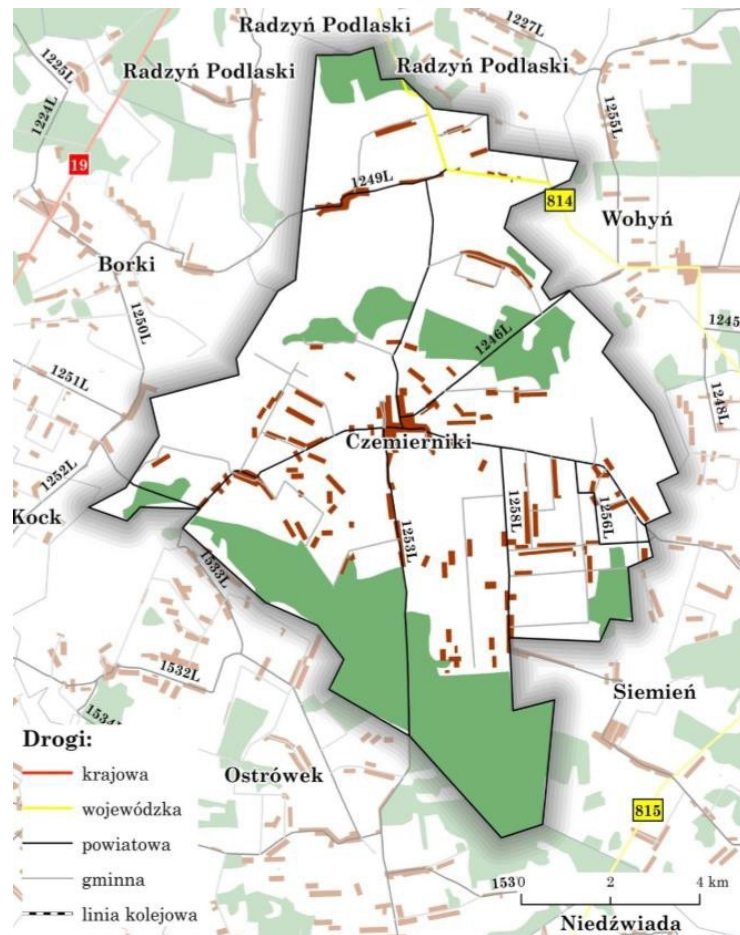 Radzyń Podlaski
1227L
1225L
Radzyń Podlaski
Radzyń Podlaski
1224L
1255L
19
1249L
814
Wohyń
Borki
1250L
1246L
1245
1251L
1248L
Czemierniki
1252L
Kock
1253L
1258L
1256L
1533L
1532L
Siemień
1534L
Drogi:
krajowa
Ostrówek
wojewódzka
815
powiatowa
gminna
153
0 2 4 km
linia kolejowa
Niedźwiada